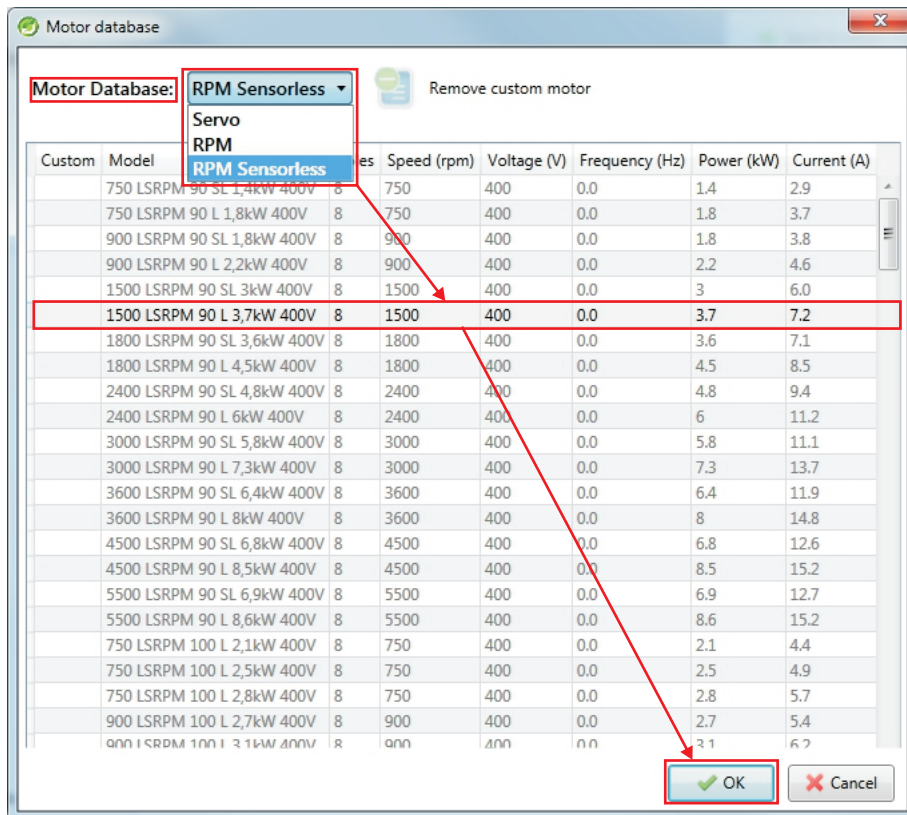 Motor database
Motor Database: RPM Sensorless Remove custom motor
Servo
RPM
RPM Sensorless
Custom Model es Speed (rpm) Voltage (V) Frequency (Hz) Power (kW) Current (A)
750 LSRPM 90 SL 1,4kW 400V 8 750 400 0.0 1.4 2.9
750 LSRPM 90 L 1,8kW 400V 8 750 400 0.0 1.8 3.7
900 LSRPM 90 SL 1,8kW 400V 8 900 400 0.0 1.8 3.8
900 LSRPM 90 L 2,2kW 400V 8 900 400 0.0 2.2 4.6
1500 LSRPM 90 SL 3kW 400V 8 1500 400 0.0 3 6.0
1500 LSRPM 90 L 3,7kW 400V 8 1500 400 0.0 3.7 7.2
1800 LSRPM 90 SL 3,6kW 400V 8 1800 400 0.0 3.6 7.1
1800 LSRPM 90 L 4,5kW 400V 8 1800 400 0.0 4.5 8.5
2400 LSRPM 90 SL 4,8kW 400V 8 2400 400 0.0 4.8 9.4
2400 LSRPM 90 L 6kW 400V 8 2400 400 0.0 6 11.2
3000 LSRPM 90 SL 5,8kW 400V 8 3000 400 0.0 5.8 11.1
3000 LSRPM 90 L 7,3kW 400V 8 3000 400 0.0 7.3 13.7
3600 LSRPM 90 SL 6,4kW 400V 8 3600 400 0.0 6.4 11.9
3600 LSRPM 90 L 8kW 400V 8 3600 400 0.0 8 14.8
4500 LSRPM 90 SL 6,8kW 400V 8 4500 400 0.0 6.8 12.6
4500 LSRPM 90 L 8,5kW 400V 8 4500 400 0.0 8.5 15.2
5500 LSRPM 90 SL 6,9kW 400V 8 5500 400 0.0 6.9 12.7
5500 LSRPM 90 L 8,6kW 400V 8 5500 400 0.0 8.6 15.2
750 LSRPM 100 L 2,1kW 400V 8 750 400 0.0 2.1 4.4
750 LSRPM 100 L 2,5kW 400V 8 750 400 0.0 2.5 4.9
750 LSRPM 100 L 2,8kW 400V 8 750 400 0.0 2.8 5.7
900 LSRPM 100 L 2,7kW 400V 8 900 400 0.0 2.7 5.4
900 LSRPM 100 L 3,1kW 400V 8 900 400 0.0 3.1 6.2
OK Cancel